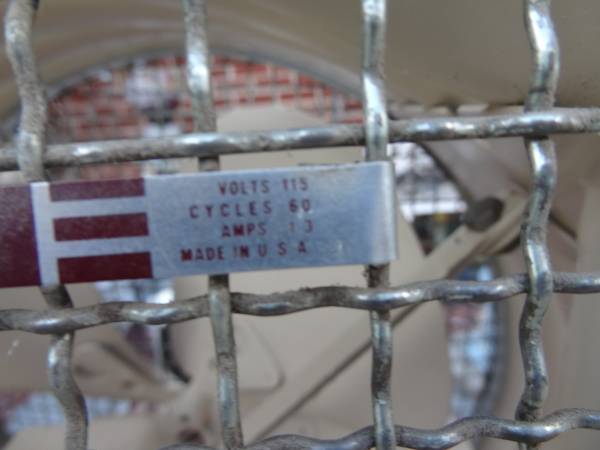 VOLTS 115
CYCLES 60
AMPS 1.3
MADE IN U S A